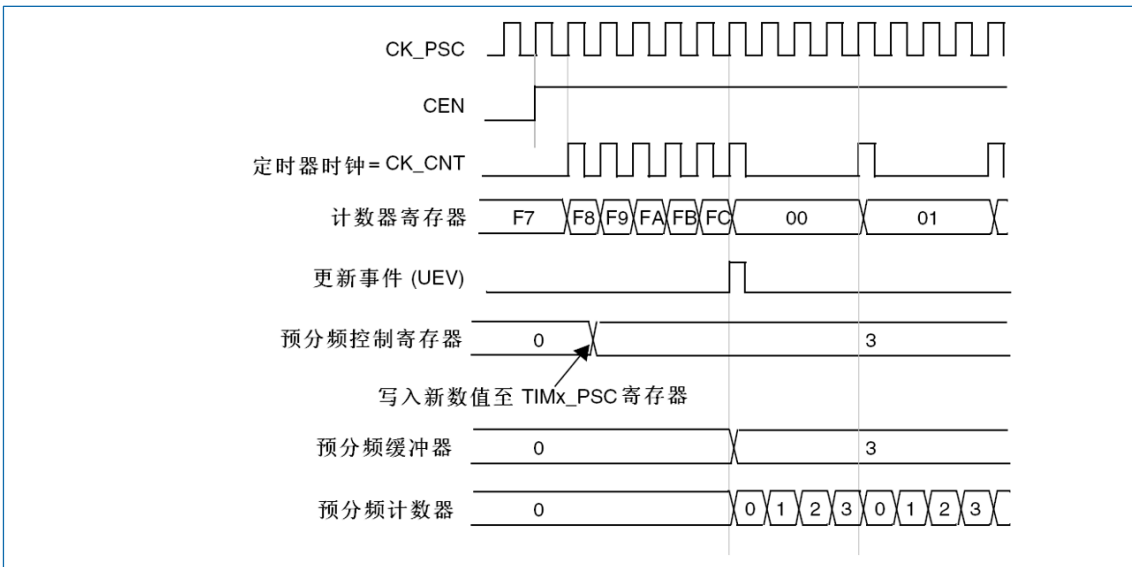 CK_PSC
CEN
定时器时钟= CK_CNT
计数器寄存器 F7 F8 F9 FA FB FC 00 01
更新事件 (UEV)
预分频控制寄存器 0 3
写入新数值至 TIMx_PSC 寄存器
预分频缓冲器 0 3
预分频计数器 0 0 1 2 3 0 1 2 3